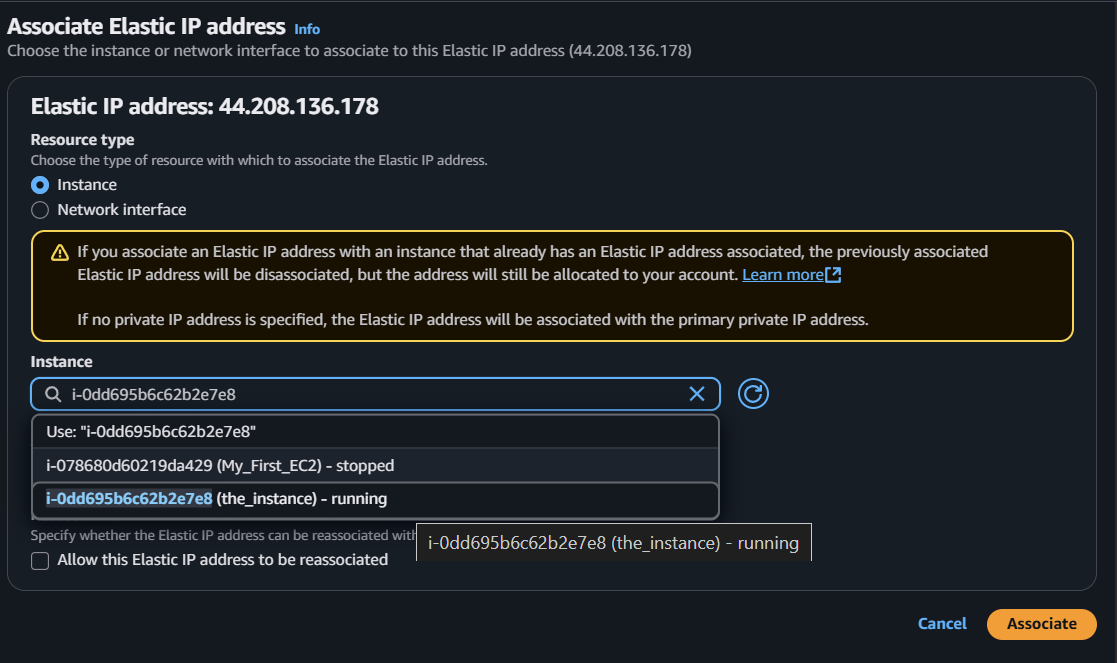 Associate Elastic IP address Info
Choose the instance or network interface to associate to this Elastic IP address (44.208.136.178)
Elastic IP address: 44.208.136.178
Resource type
Choose the type of resource with which to associate the Elastic IP address.
Instance
Network interface
If you associate an Elastic IP address with an instance that already has an Elastic IP address associated, the previously associated
Elastic IP address will be disassociated, but the address will still be allocated to your account. Learn more
If no private IP address is specified, the Elastic IP address will be associated with the primary private IP address.
Instance
i-0dd695b6c62b2e7e8
Use: "i-0dd695b6c62b2e7e8"
i-078680d60219da429 (My_First_EC2) - stopped
i-0dd695b6c62b2e7e8 (the_instance) - running
Specify whether the Elastic IP address can be reassociated with
i-0dd695b6c62b2e7e8 (the_instance) - running
Allow this Elastic IP address to be reassociated
Cancel
Associate